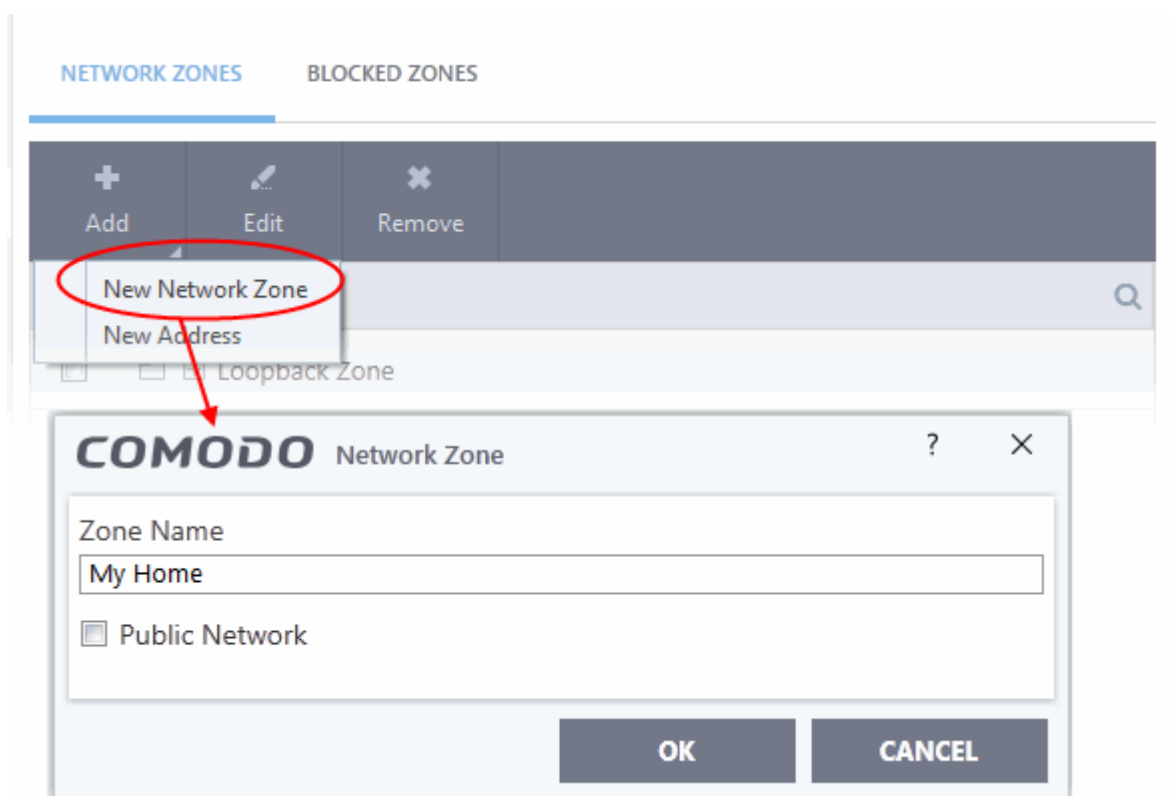 NETWORK ZONES BLOCKED ZONES
Add Edit Remove
New Network Zone
New Address
Loopback Zone
COMODO Network Zone ?
Zone Name
My Home
Public Network
OK CANCEL